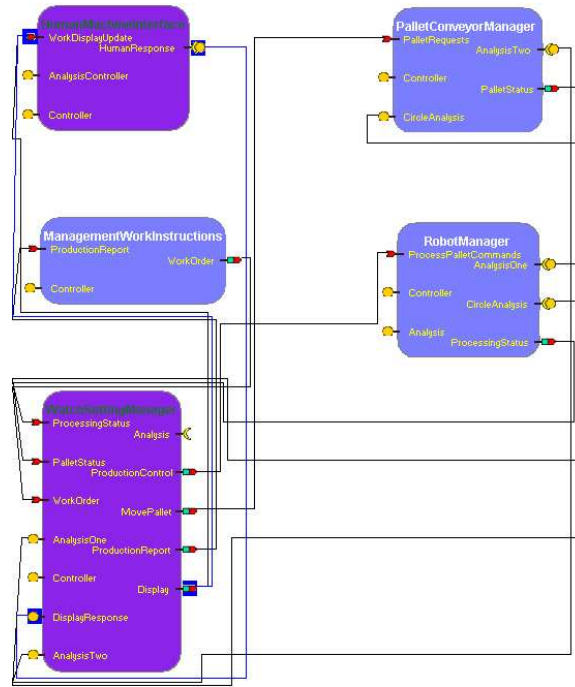 HumanMachineInterface
WorkDisplayUpdate
HumanResponse
AnalysisController
Controller
PalletConveyorManager
PalletRequests
AnalysisTwo
Controller
PalletStatus
CircleAnalysis
ManagementWorkInstructions
ProductionReport
WorkOrder
Controller
RobotManager
ProcessPalletCommands
AnalysisOne
Controller
CircleAnalysis
Analysis
ProcessingStatus
WatchSettingManager
ProcessingStatus
Analysis
PalletStatus
ProductionControl
WorkOrder
MovePallet
AnalysisOne
ProductionReport
Controller
Display
DisplayResponse
AnalysisTwo